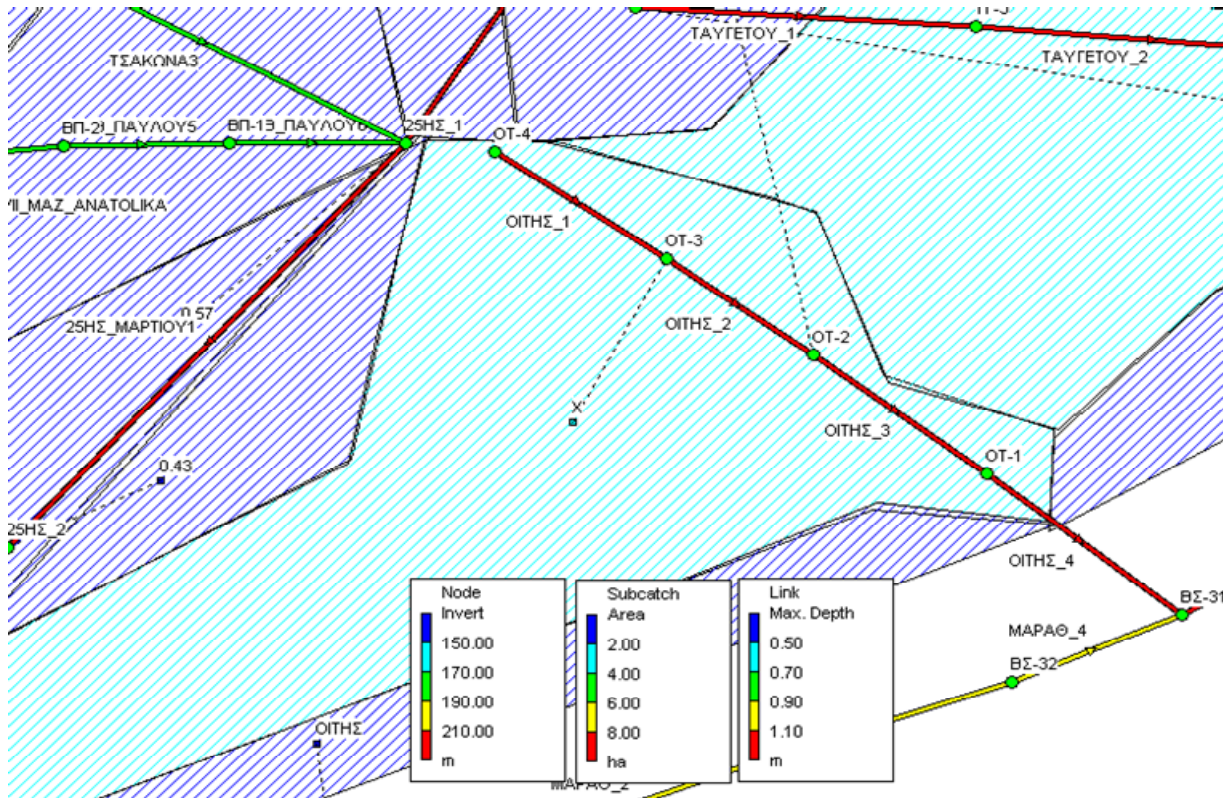 ΤΑΥΓΕΤΟΥ_1
ΤΑΥΓΕΤΟΥ_2
ΤΣΑΚΩΝΑ3
25ΗΣ_1
ΟΤ-4
ΟΙΤΗΣ_1
ΟΤ-3
0.57
25ΗΣ_ΜΑΡΤΙΟΥ1
ΟΙΤΗΣ_2
ΟΤ-2
Χ'
ΟΙΤΗΣ_3
ΟΤ-1
0.43
25ΗΣ_2
ΟΙΤΗΣ_4
ΒΣ-31
ΜΑΡΑΘ_4
ΒΣ-32
ΟΙΤΗΣ
ΜΑΡΑΘ_2
Node
Invert
150.00
170.00
190.00
210.00
m
Subcatch
Area
2.00
4.00
6.00
8.00
ha
Link
Max. Depth
0.50
0.70
0.90
1.10
m